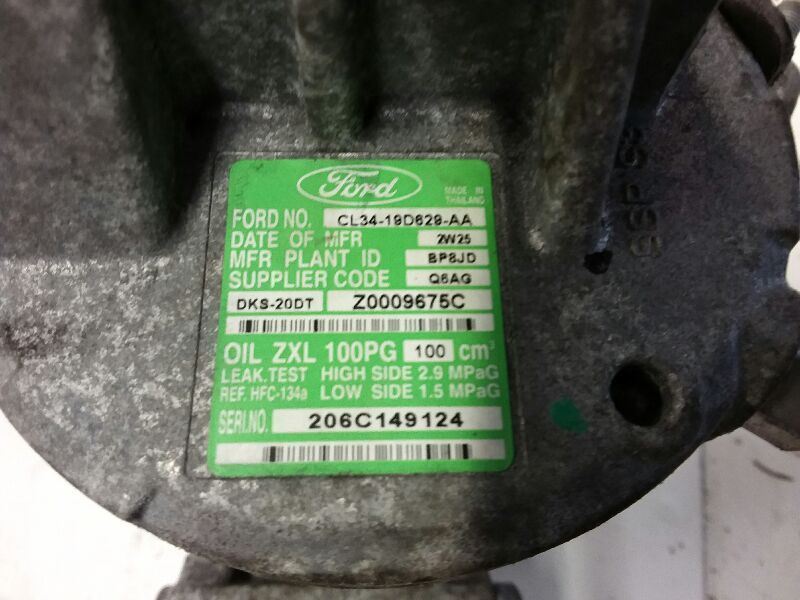 Ford
MADE IN
THAILAND
FORD NO. CL34-19D629-AA
DATE OF MFR 2W25
MFR PLANT ID BP8JD
SUPPLIER CODE Q6AG
DKS-20DT Z0009675C
OIL ZXL 100PG 100 cm³
LEAK.TEST HIGH SIDE 2.9 MPaG
REF. HFC-134a LOW SIDE 1.5 MPaG
SERI.NO. 206C149124